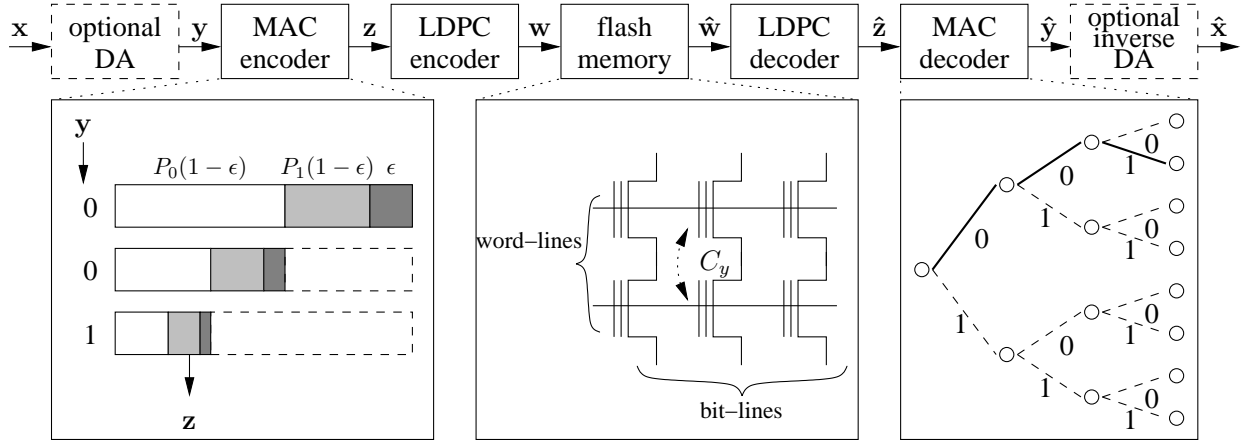 x
optional DA
y
MAC encoder
z
LDPC encoder
w
flash memory
ŵ
LDPC decoder
ẑ
MAC decoder
ŷ
optional inverse DA
x̂
y
P₀(1 − ϵ) P₁(1 − ϵ) ϵ
0
0
1
z
word−lines
C_y
bit−lines
0
1
0
1
0
1
0
1
0
1
0
1
0
1